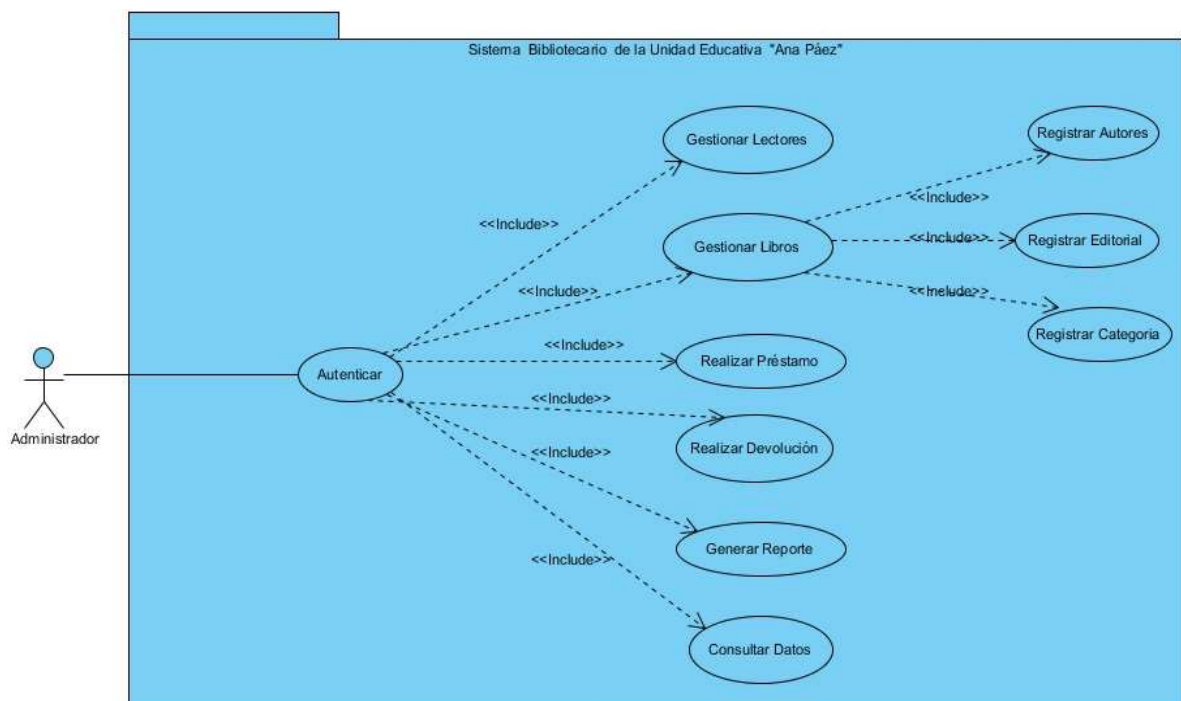 Sistema Bibliotecario de la Unidad Educativa "Ana Páez"
Gestionar Lectores
Registrar Autores
<<Include>>
<<Include>>
Gestionar Libros
<<Include>>
Registrar Editorial
<<Include>>
<<Include>>
Registrar Categoria
<<Include>>
Realizar Préstamo
Autenticar
Administrador
<<Include>>
Realizar Devolución
<<Include>>
Generar Reporte
<<Include>>
Consultar Datos